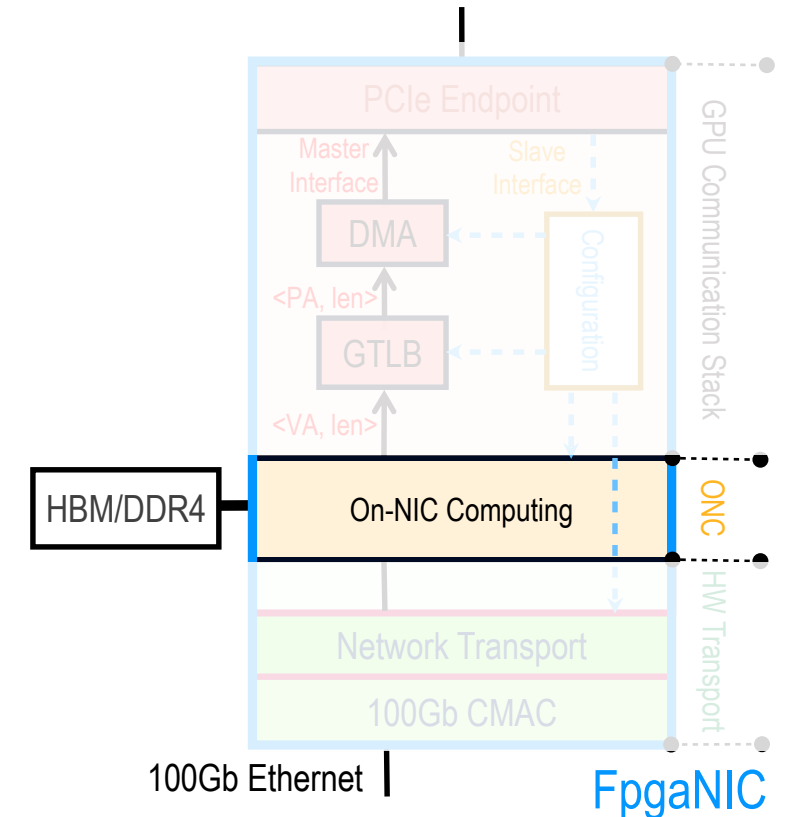 PCIe Endpoint
Master
Interface
Slave
Interface
DMA
Configuration
<PA, len>
GTLB
<VA, len>
GPU Communication Stack
HBM/DDR4
On-NIC Computing
ONC
Network Transport
100Gb CMAC
HW Transport
100Gb Ethernet
FpgaNIC